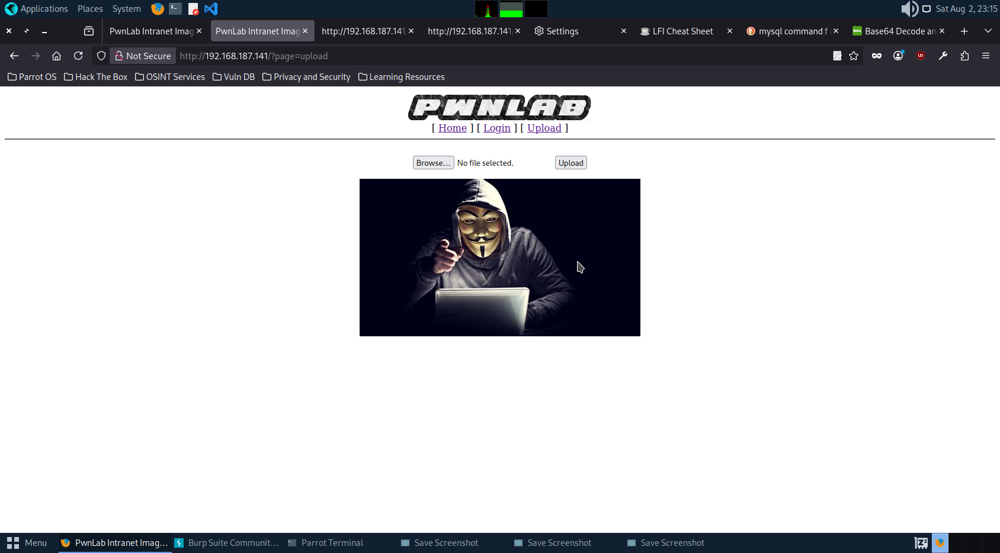 Applications Places System Sat Aug 2, 23:15
PwnLab Intranet Imag PwnLab Intranet Imag http://192.168.187.141 http://192.168.187.141/ Settings LFI Cheat Sheet mysql command f Base64 Decode an
Not Secure http://192.168.187.141/?page=upload
Parrot OS Hack The Box OSINT Services Vuln DB Privacy and Security Learning Resources
PWNLAB
[ Home ] [ Login ] [ Upload ]
Browse... No file selected. Upload
Menu PwnLab Intranet Imag... Burp Suite Communit... Parrot Terminal Save Screenshot Save Screenshot Save Screenshot